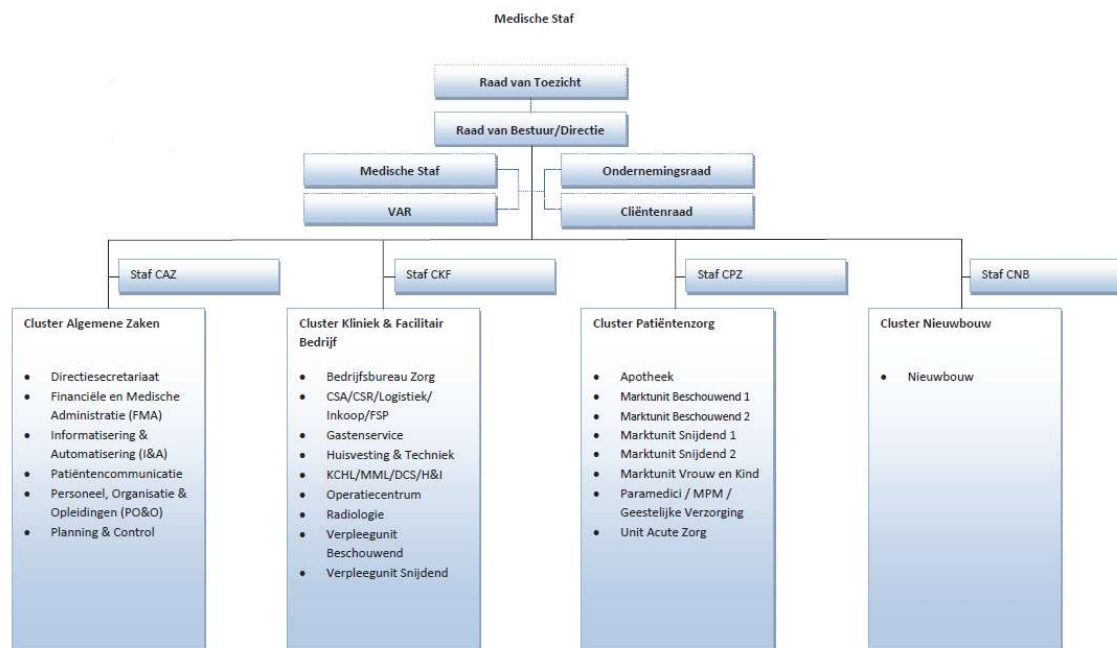 Medische Staf
Raad van Toezicht
Raad van Bestuur/Directie
Medische Staf
Ondernemingsraad
VAR
Cliëntenraad
Staf CAZ
Staf CKF
Staf CPZ
Staf CNB
Cluster Algemene Zaken
• Directiesecretariaat
• Financiële en Medische
Administratie (FMA)
• Informatisering &
Automatisering (I&A)
• Patiëntencommunicatie
• Personeel, Organisatie &
Opleidingen (PO&O)
• Planning & Control
Cluster Kliniek & Facilitair
Bedrijf
• Bedrijfsbureau Zorg
• CSA/CSR/Logistiek/
Inkoop/FSP
• Gastenservice
• Huisvesting & Techniek
• KCHL/MML/DCS/H&I
• Operatiecentrum
• Radiologie
• Verpleegunit
Beschouwend
• Verpleegunit Snijdend
Cluster Patiëntenzorg
• Apotheek
• Marktunit Beschouwend 1
• Marktunit Beschouwend 2
• Marktunit Snijdend 1
• Marktunit Snijdend 2
• Marktunit Vrouw en Kind
• Paramedici / MPM /
Geestelijke Verzorging
• Unit Acute Zorg
Cluster Nieuwbouw
• Nieuwbouw